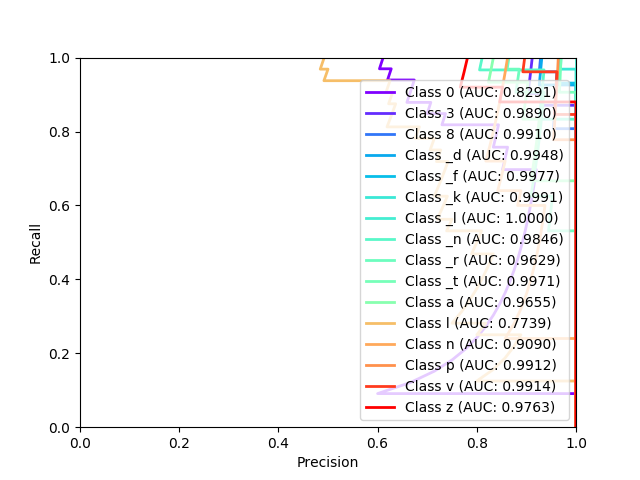 1.0
0.8
0.6
0.4
0.2
0.0
Recall
Class 0 (AUC: 0.8291)
Class 3 (AUC: 0.9890)
Class 8 (AUC: 0.9910)
Class _d (AUC: 0.9948)
Class _f (AUC: 0.9977)
Class _k (AUC: 0.9991)
Class _l (AUC: 1.0000)
Class _n (AUC: 0.9846)
Class _r (AUC: 0.9629)
Class _t (AUC: 0.9971)
Class a (AUC: 0.9655)
Class l (AUC: 0.7739)
Class n (AUC: 0.9090)
Class p (AUC: 0.9912)
Class v (AUC: 0.9914)
Class z (AUC: 0.9763)
0.0 0.2 0.4 0.6 0.8 1.0
Precision